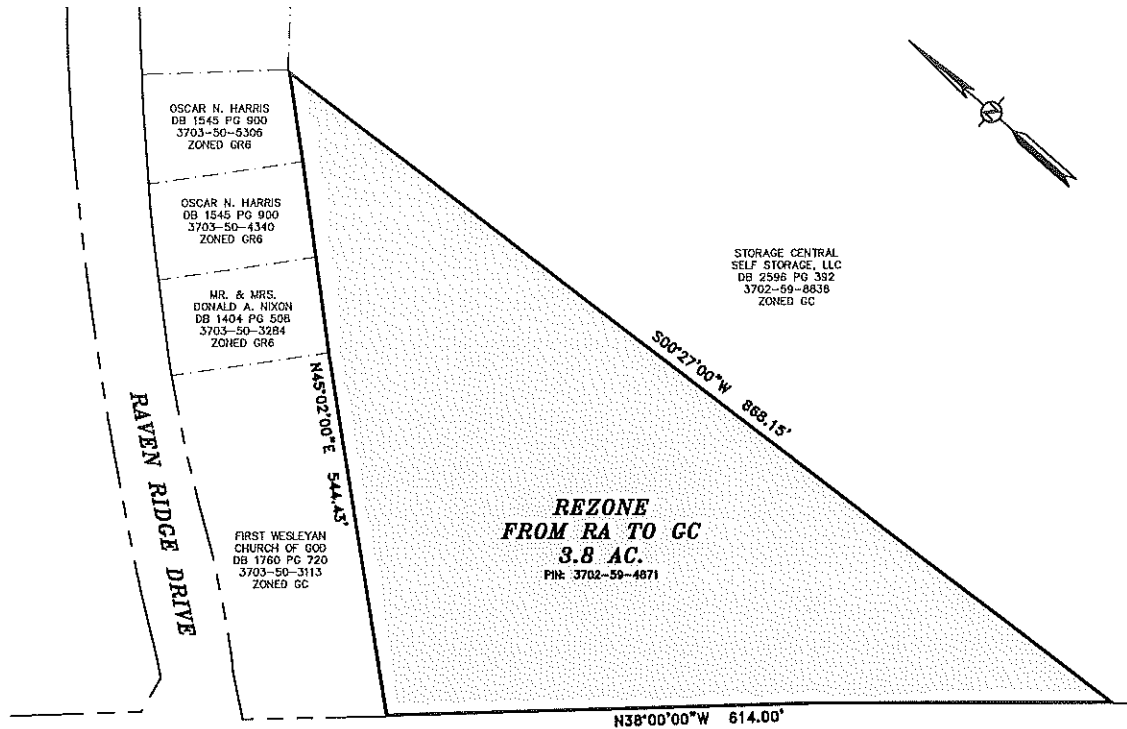 OSCAR N. HARRIS
DB 1545 PG 900
3703-50-5306
ZONED GR6
OSCAR N. HARRIS
DB 1545 PG 900
3703-50-4340
ZONED GR6
MR. & MRS.
DONALD A. NIXON
DB 1404 PG 508
3703-50-3284
ZONED GR6
STORAGE CENTRAL
SELF STORAGE, LLC
DB 2596 PG 392
3702-59-8838
ZONED GC
S00°27'00"W 868.15'
N45°02'00"E 544.43'
RAVEN RIDGE DRIVE
FIRST WESLEYAN
CHURCH OF GOD
DB 1760 PG 720
3703-50-3113
ZONED GC
REZONE
FROM RA TO GC
3.8 AC.
PIN: 3702-59-4871
N38°00'00"W 614.00'